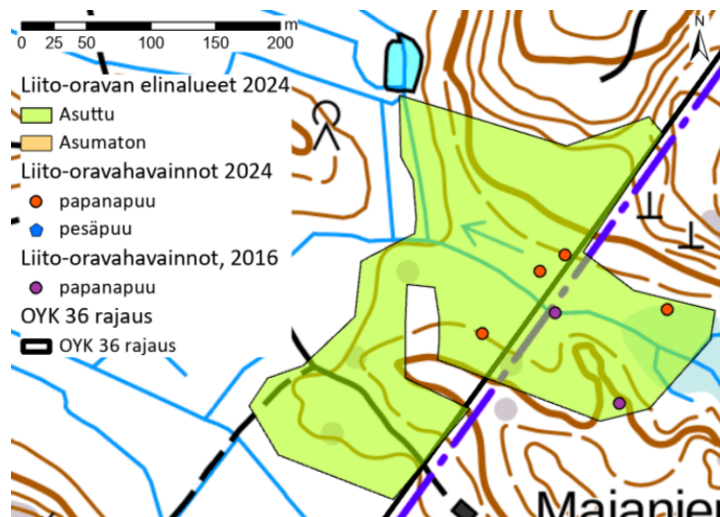 m
0 25 50 100 150 200
N
Liito-oravan elinalueet 2024
Asuttu
Asumaton
Liito-oravahavainnot 2024
papanapuu
pesäpuu
Liito-oravahavainnot, 2016
papanapuu
OYK 36 rajaus
OYK 36 rajaus